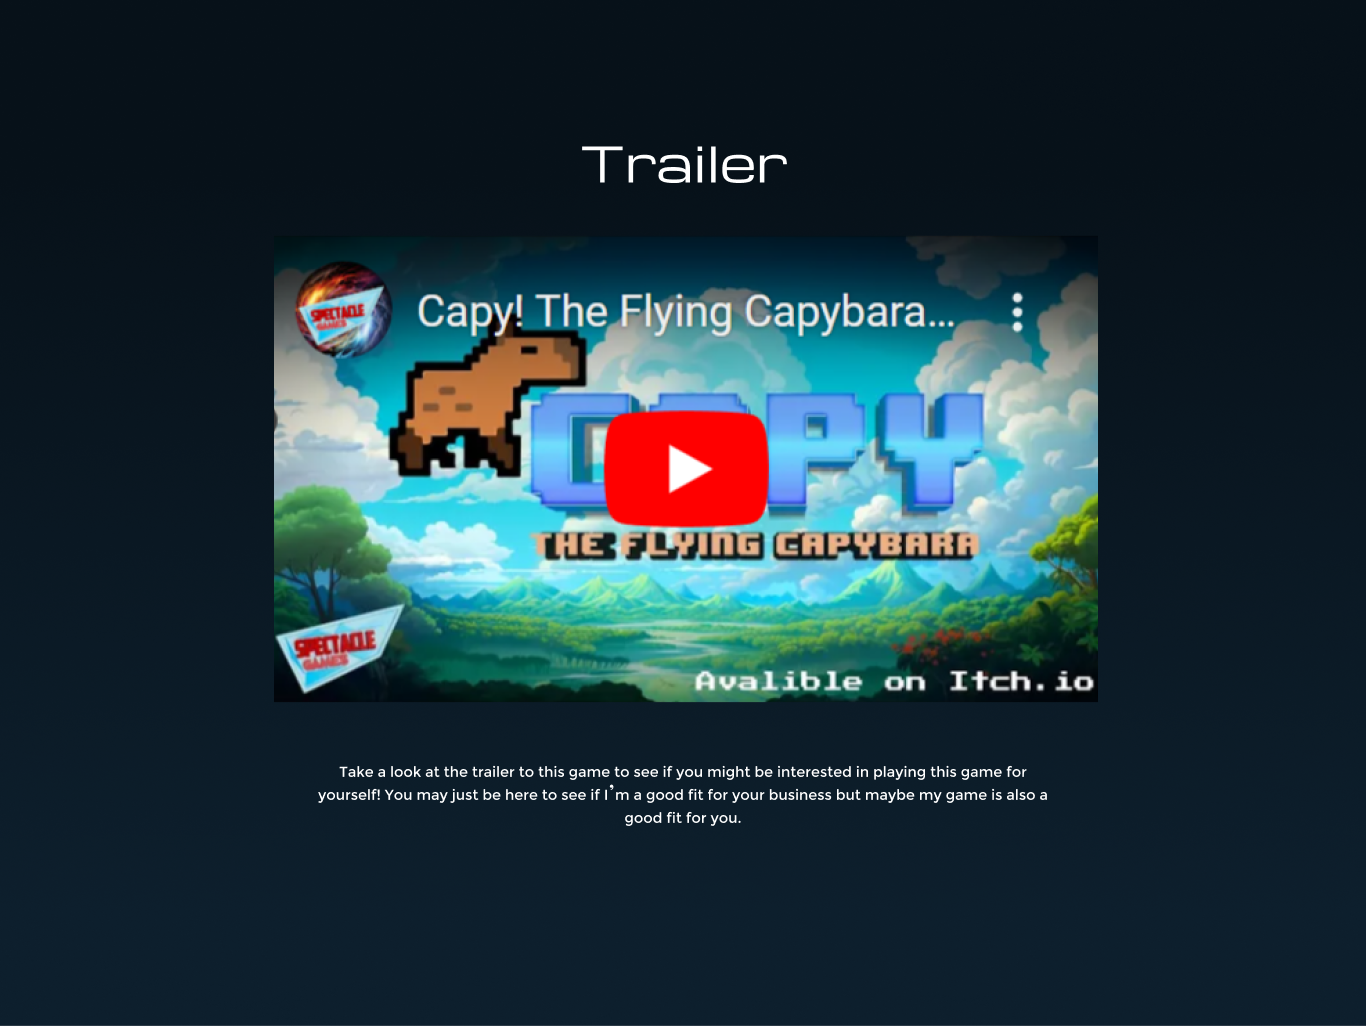 Trailer
SPECTACLE
GAMES
Capy! The Flying Capybara...
CAPY
THE FLYING CAPYBARA
SPECTACLE
GAMES
Avalible on Itch.io
Take a look at the trailer to this game to see if you might be interested in playing this game for
yourself! You may just be here to see if I’m a good fit for your business but maybe my game is also a
good fit for you.